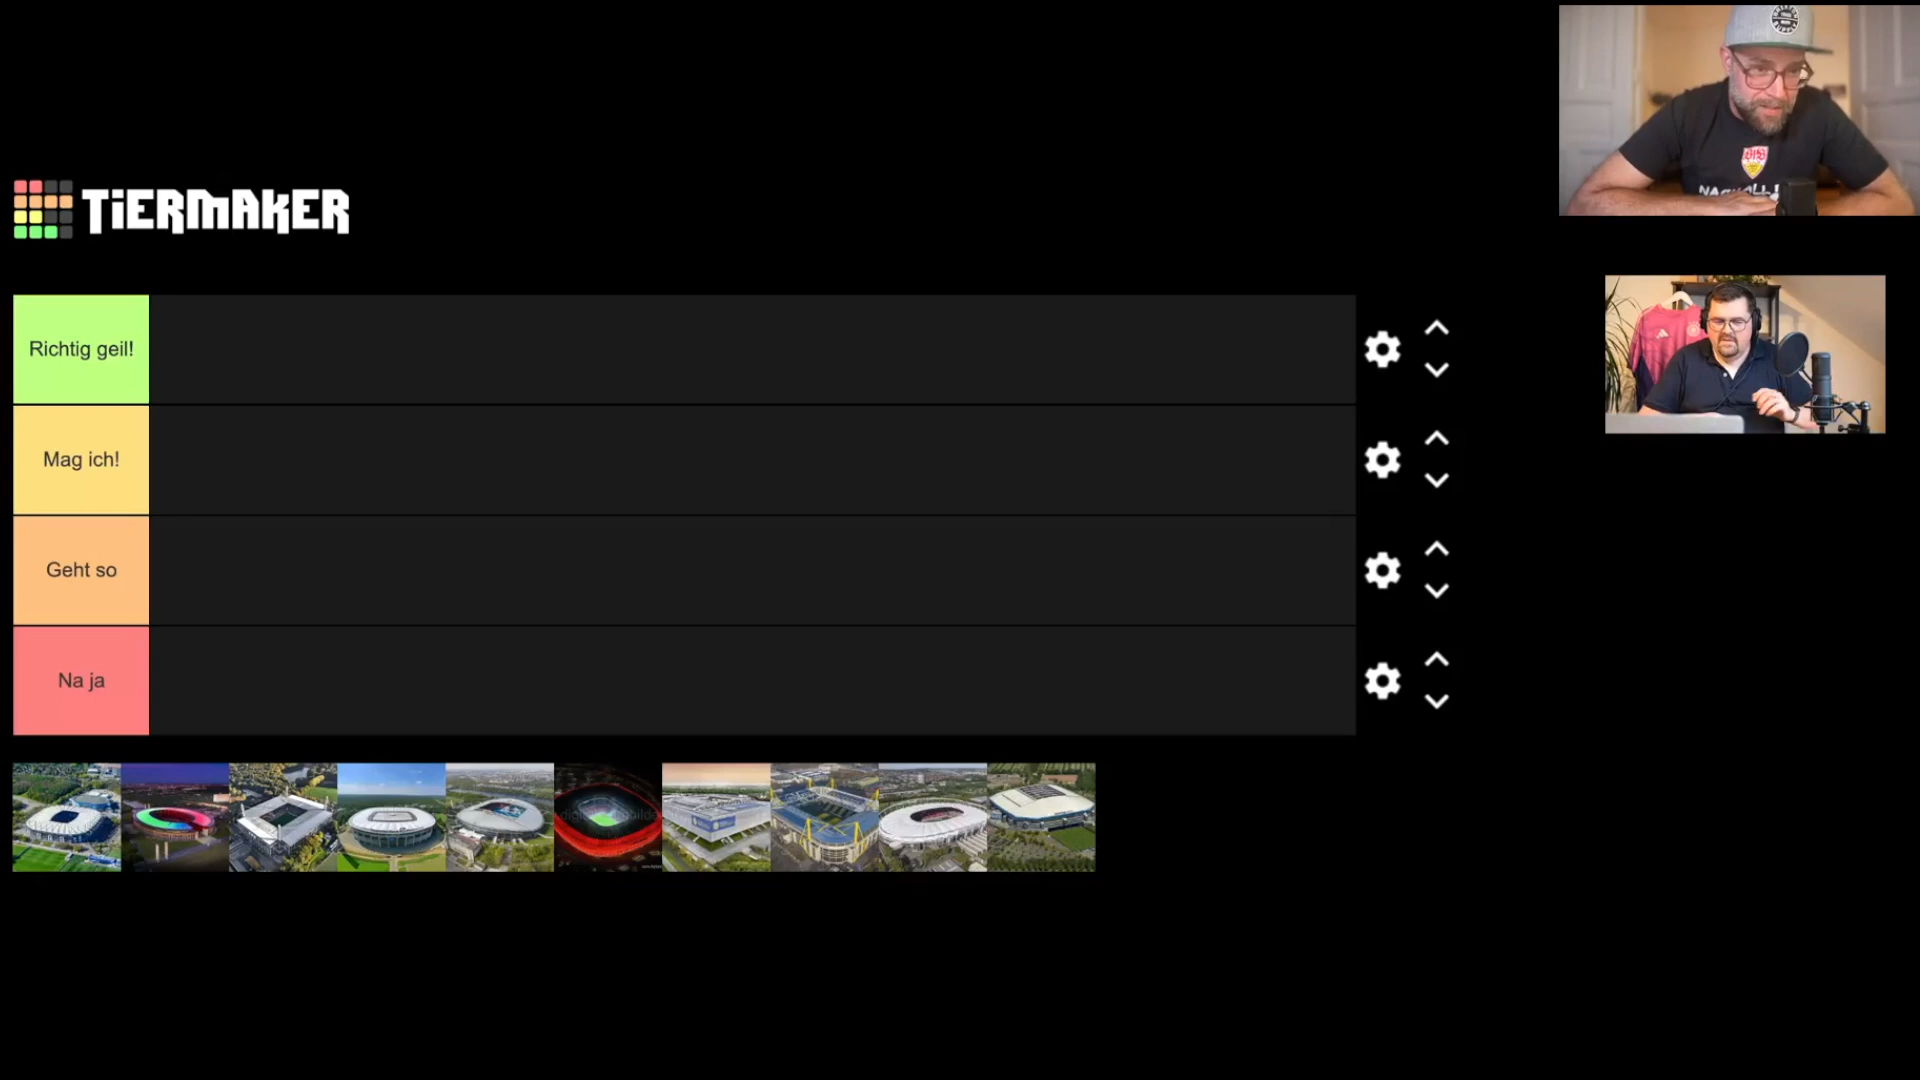 TiERMAKER
Richtig geil!
Mag ich!
Geht so
Na ja